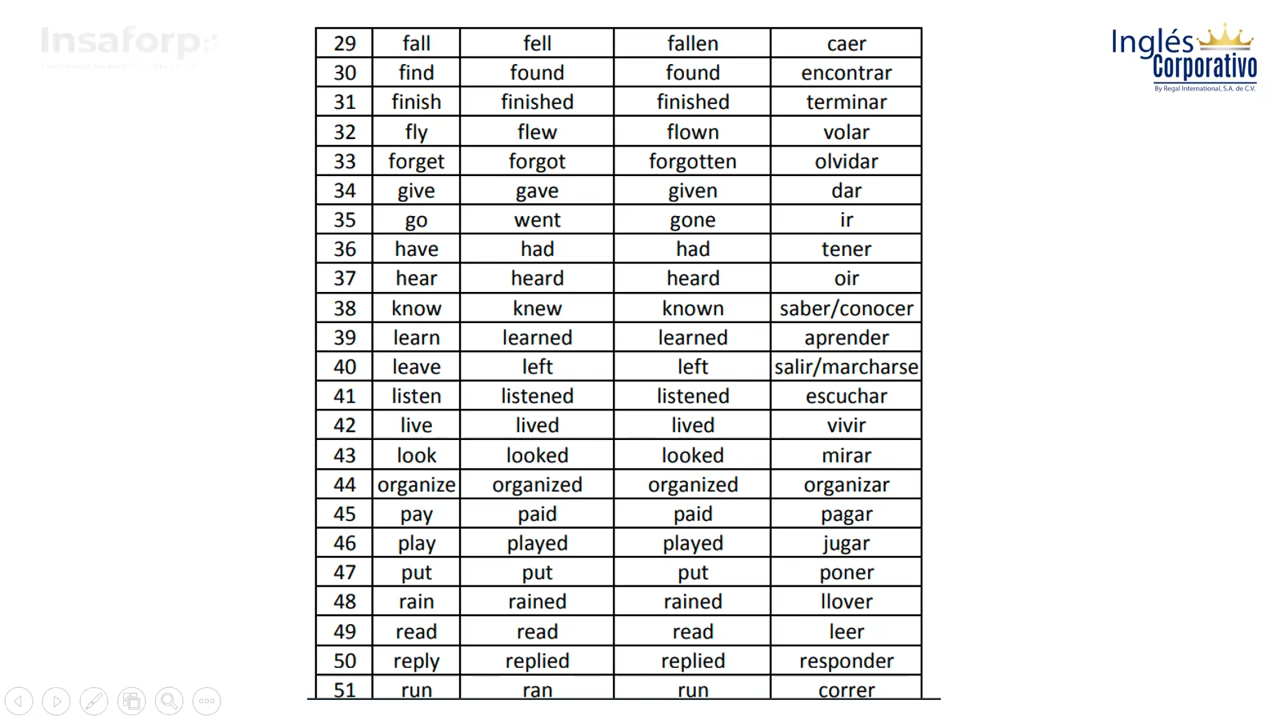 Insaforp
Inglés
Corporativo
By Regal International, S.A. de C.V.
29 fall fell fallen caer
30 find found found encontrar
31 finish finished finished terminar
32 fly flew flown volar
33 forget forgot forgotten olvidar
34 give gave given dar
35 go went gone ir
36 have had had tener
37 hear heard heard oir
38 know knew known saber/conocer
39 learn learned learned aprender
40 leave left left salir/marcharse
41 listen listened listened escuchar
42 live lived lived vivir
43 look looked looked mirar
44 organize organized organized organizar
45 pay paid paid pagar
46 play played played jugar
47 put put put poner
48 rain rained rained llover
49 read read read leer
50 reply replied replied responder
51 run ran run correr